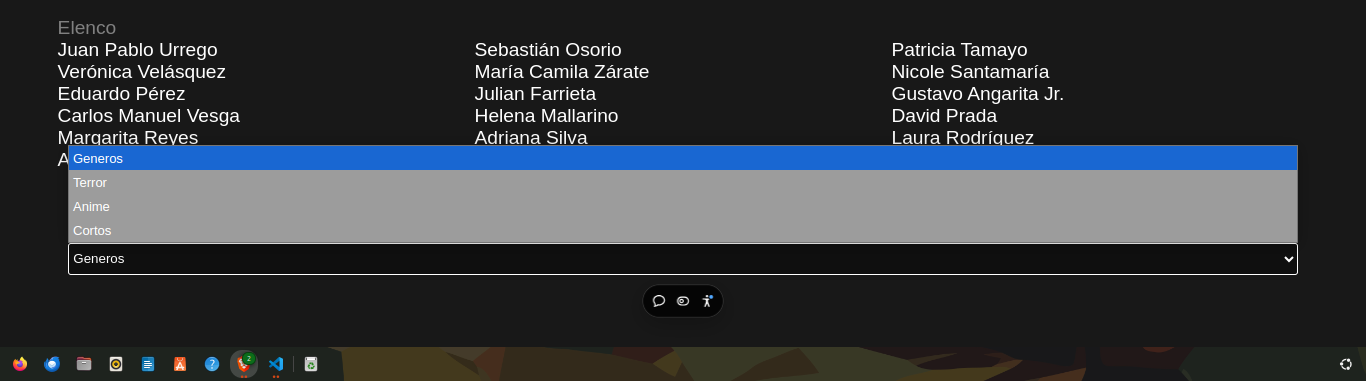 Elenco
Juan Pablo Urrego Sebastián Osorio Patricia Tamayo
Verónica Velásquez María Camila Zárate Nicole Santamaría
Eduardo Pérez Julian Farrieta Gustavo Angarita Jr.
Carlos Manuel Vesga Helena Mallarino David Prada
Margarita Reyes Adriana Silva Laura Rodríguez
Generos
Terror
Anime
Cortos
Generos
2